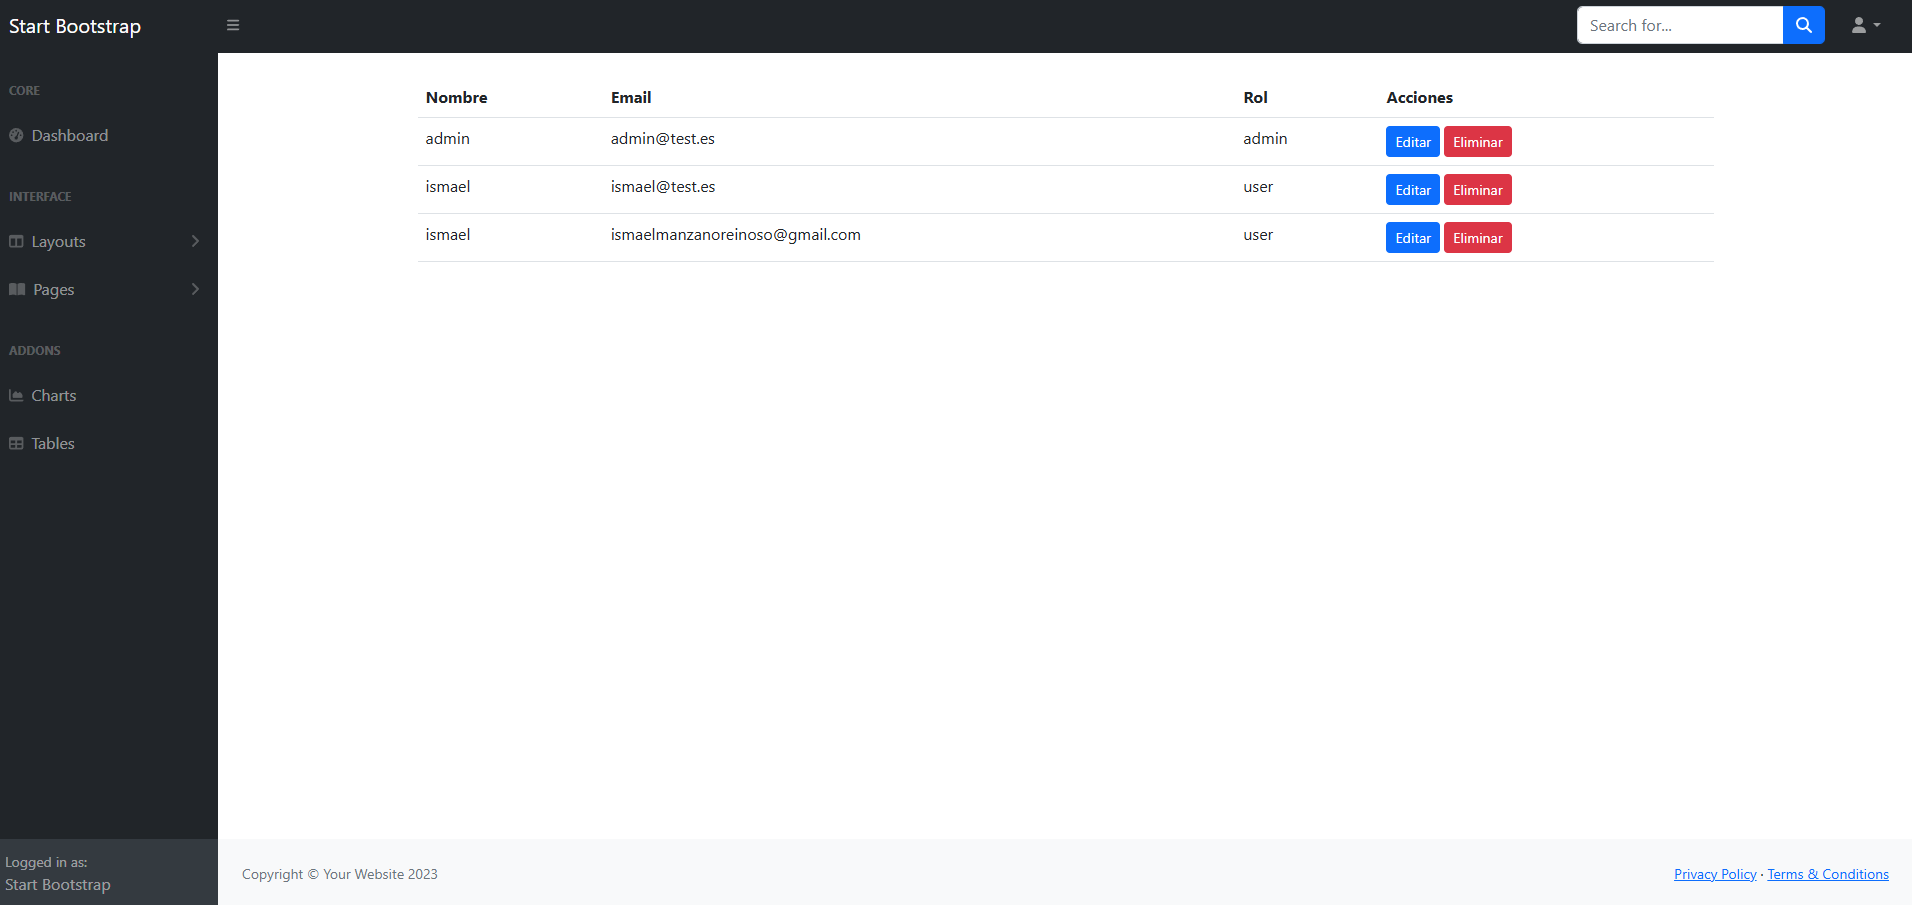 Start Bootstrap
Search for...
CORE
Dashboard
INTERFACE
Layouts
Pages
ADDONS
Charts
Tables
Logged in as:
Start Bootstrap
Nombre Email Rol Acciones
admin admin@test.es admin Editar Eliminar
ismael ismael@test.es user Editar Eliminar
ismael ismaelmanzanoreinoso@gmail.com user Editar Eliminar
Copyright © Your Website 2023
Privacy Policy · Terms & Conditions